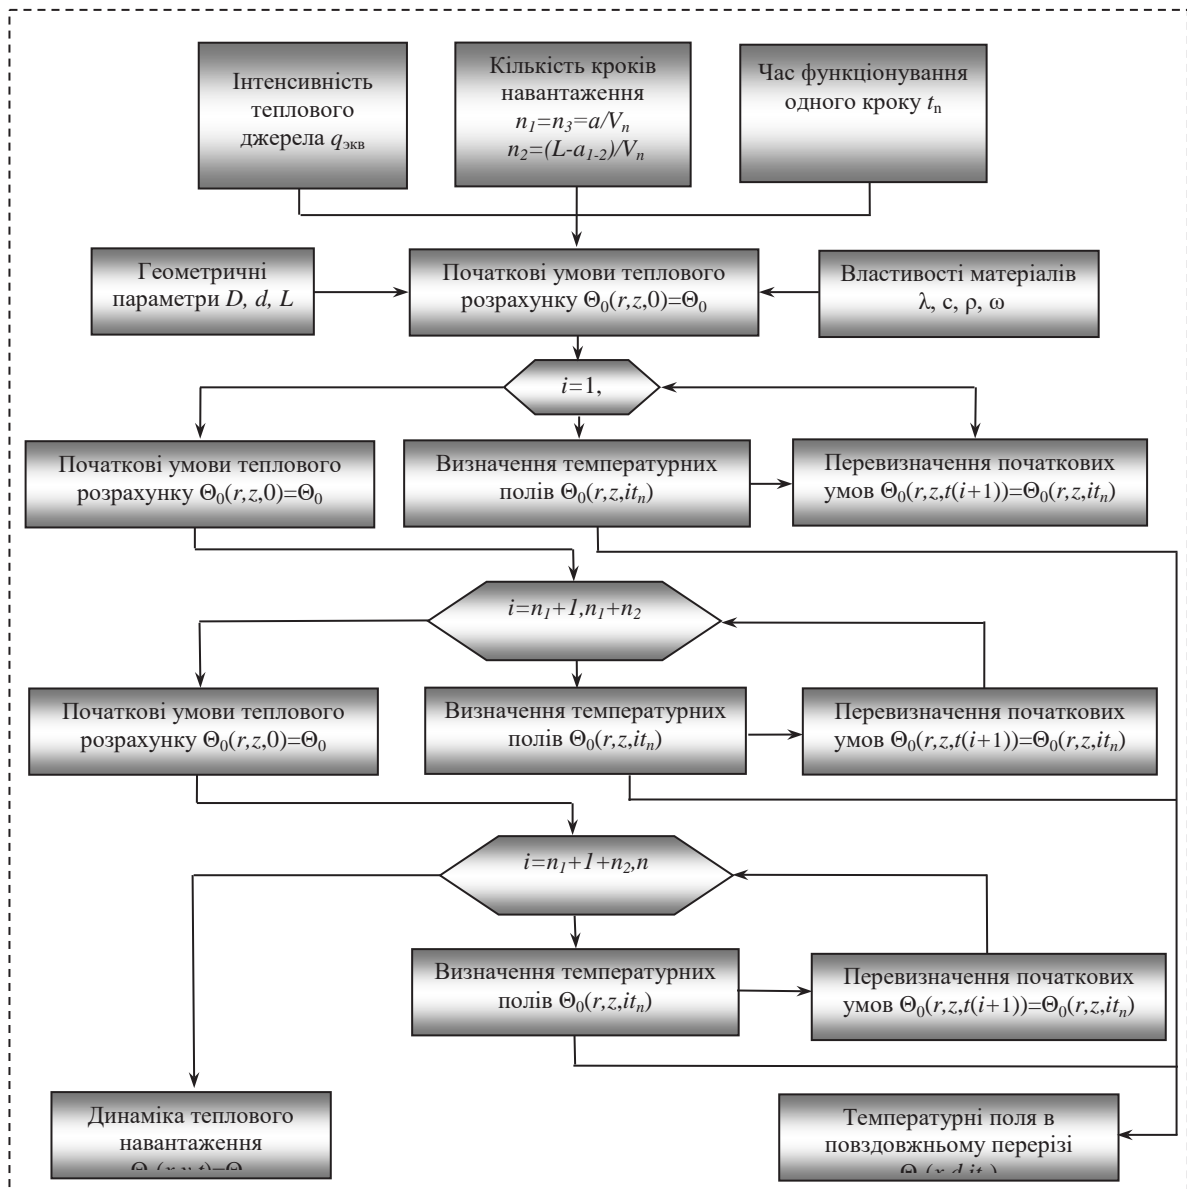 Інтенсивність
теплового
джерела qэкв
Кількість кроків
навантаження
n1=n3=a/Vn
n2=(L-a1-2)/Vn
Час функціонування
одного кроку tn
Геометричні
параметри D, d, L
Початкові умови теплового
розрахунку Θ0(r,z,0)=Θ0
Властивості матеріалів
λ, c, ρ, ω
i=1,
Початкові умови теплового
розрахунку Θ0(r,z,0)=Θ0
Визначення температурних
полів Θ0(r,z,itn)
Перевизначення початкових
умов Θ0(r,z,t(i+1))=Θ0(r,z,itn)
i=n1+1,n1+n2
Початкові умови теплового
розрахунку Θ0(r,z,0)=Θ0
Визначення температурних
полів Θ0(r,z,itn)
Перевизначення початкових
умов Θ0(r,z,t(i+1))=Θ0(r,z,itn)
i=n1+1+n2,n
Визначення температурних
полів Θ0(r,z,itn)
Перевизначення початкових
умов Θ0(r,z,t(i+1))=Θ0(r,z,itn)
Динаміка теплового
навантаження
Температурні поля в
повздовжньому перерізі